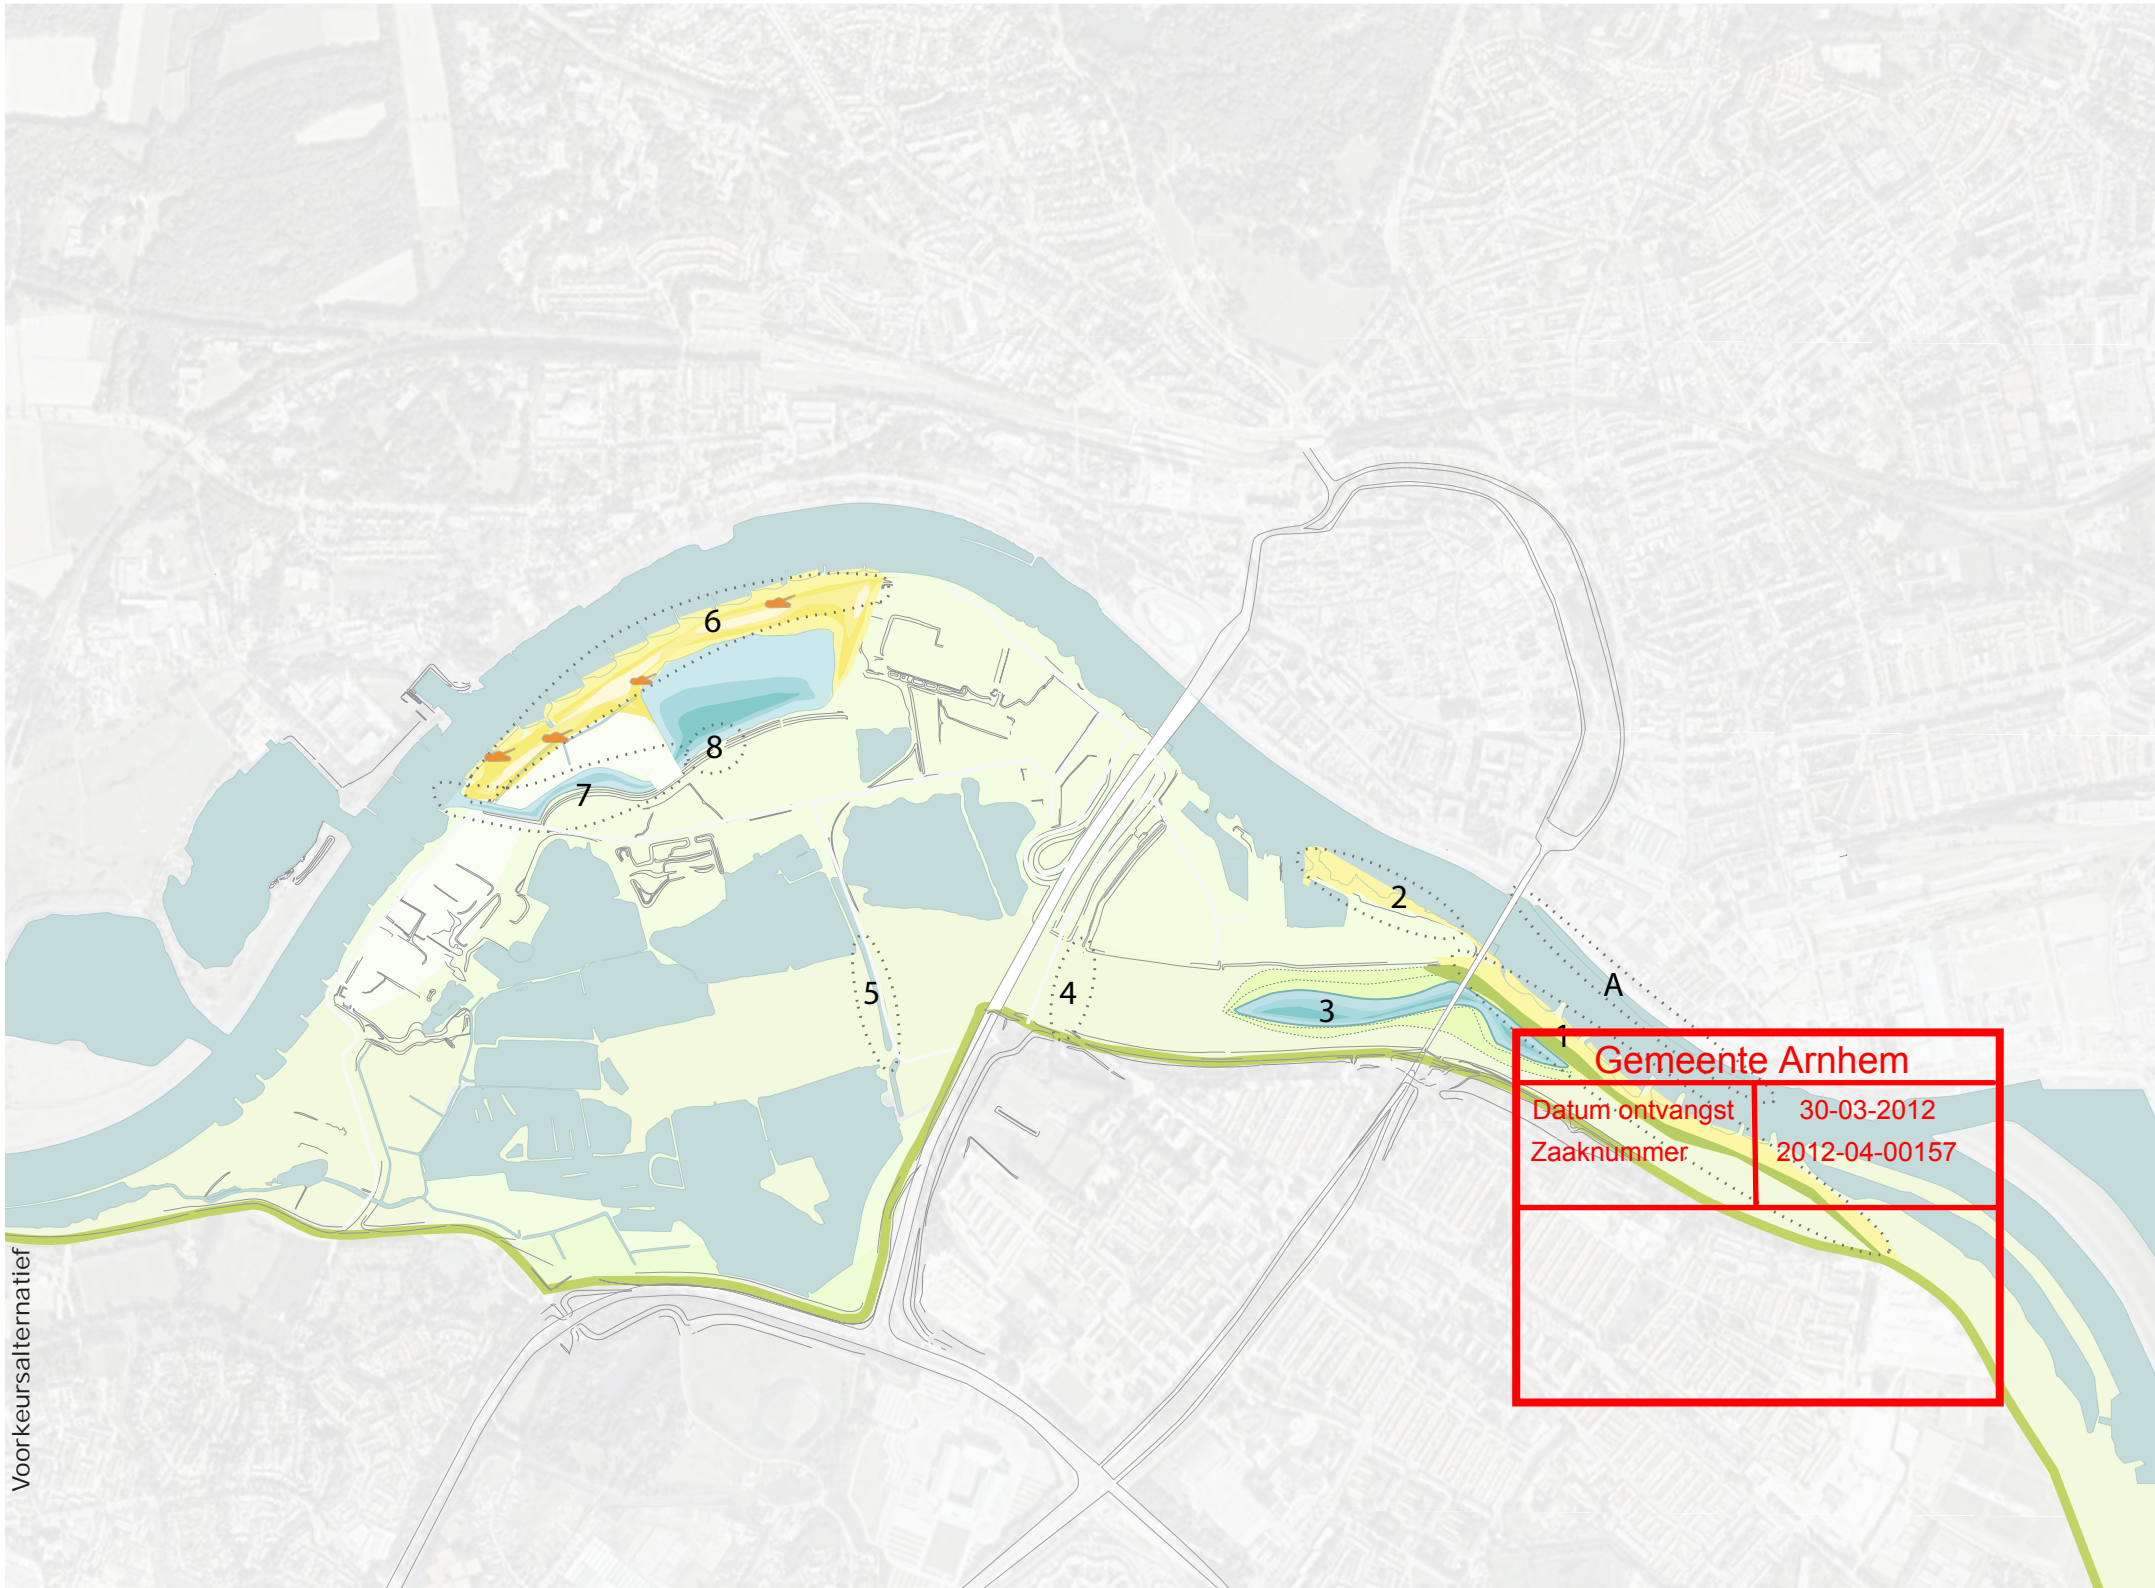 6
8
7
2
A
5
4
3
1
Gemeente Arnhem
Datum ontvangst 30-03-2012
Zaaknummer 2012-04-00157
Voorkeursalternatief